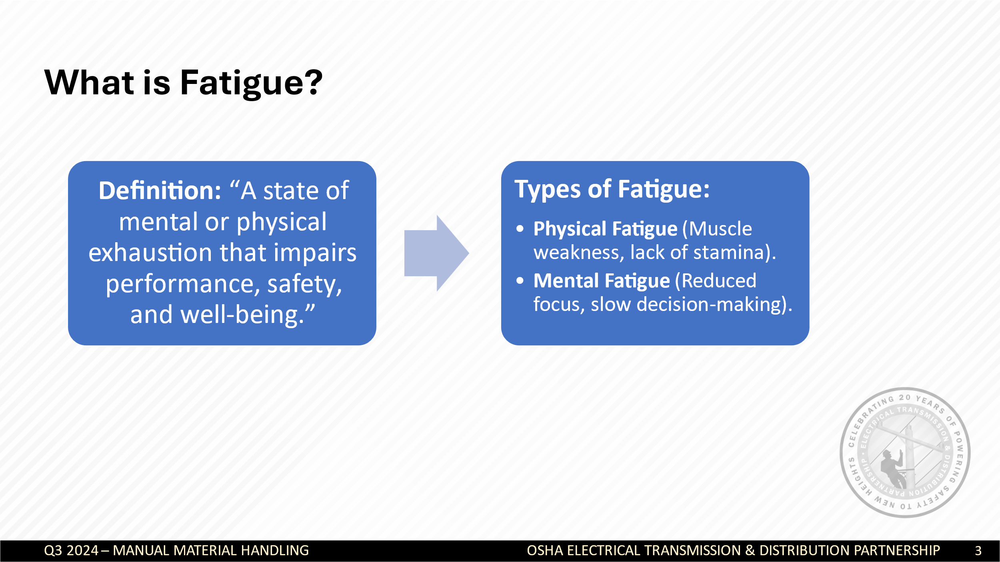 What is Fatigue?
Definition: “A state of
mental or physical
exhaustion that impairs
performance, safety,
and well-being.”
Types of Fatigue:
• Physical Fatigue (Muscle
weakness, lack of stamina).
• Mental Fatigue (Reduced
focus, slow decision-making).
CELEBRATING 20 YEARS OF POWERING SAFETY TO NEW HEIGHTS
ELECTRICAL TRANSMISSION & DISTRIBUTION PARTNERSHIP •
Q3 2024 – MANUAL MATERIAL HANDLING
OSHA ELECTRICAL TRANSMISSION & DISTRIBUTION PARTNERSHIP
3